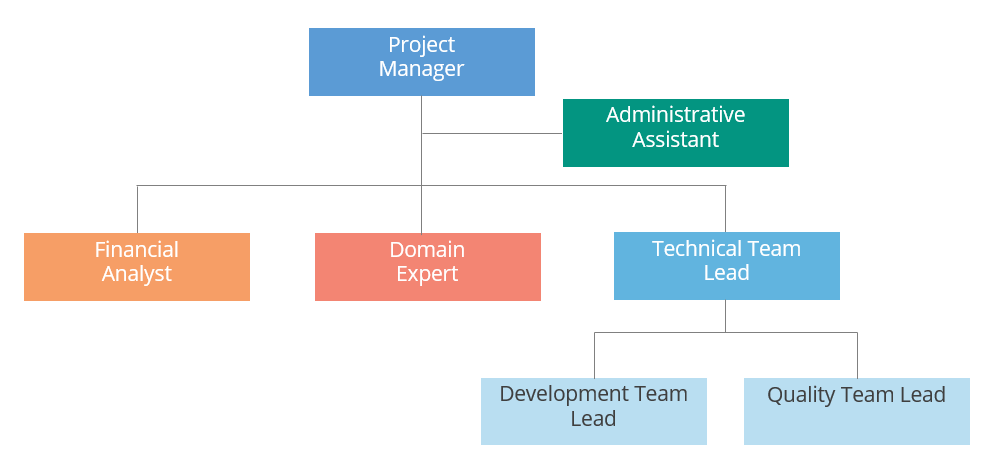 Project
Manager
Administrative
Assistant
Financial
Analyst
Domain
Expert
Technical Team
Lead
Development Team
Lead
Quality Team Lead